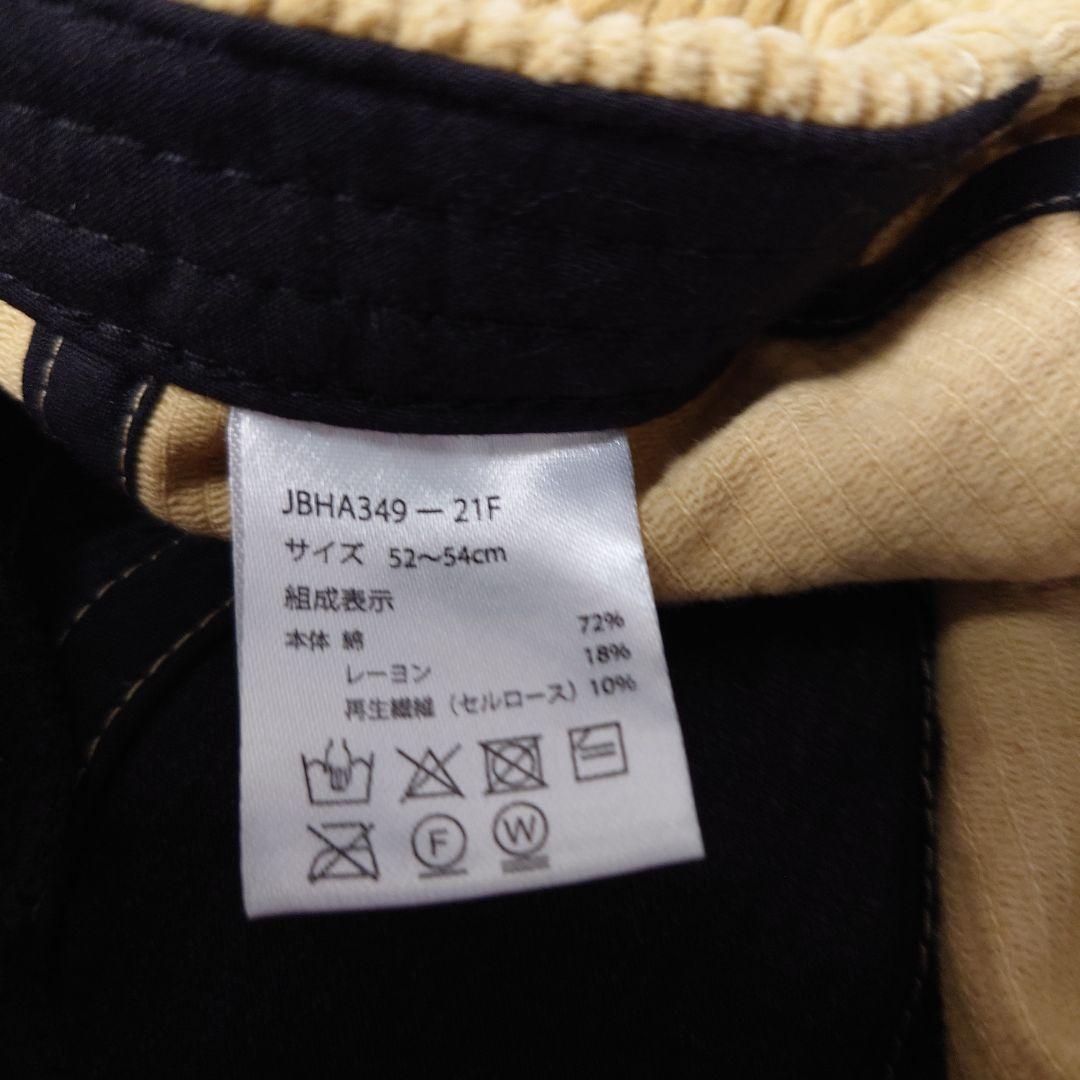 JBHA349 — 21F
サイズ 52〜54cm
組成表示
本体 綿 72%
レーヨン 18%
再生繊維（セルロース）10%
F W